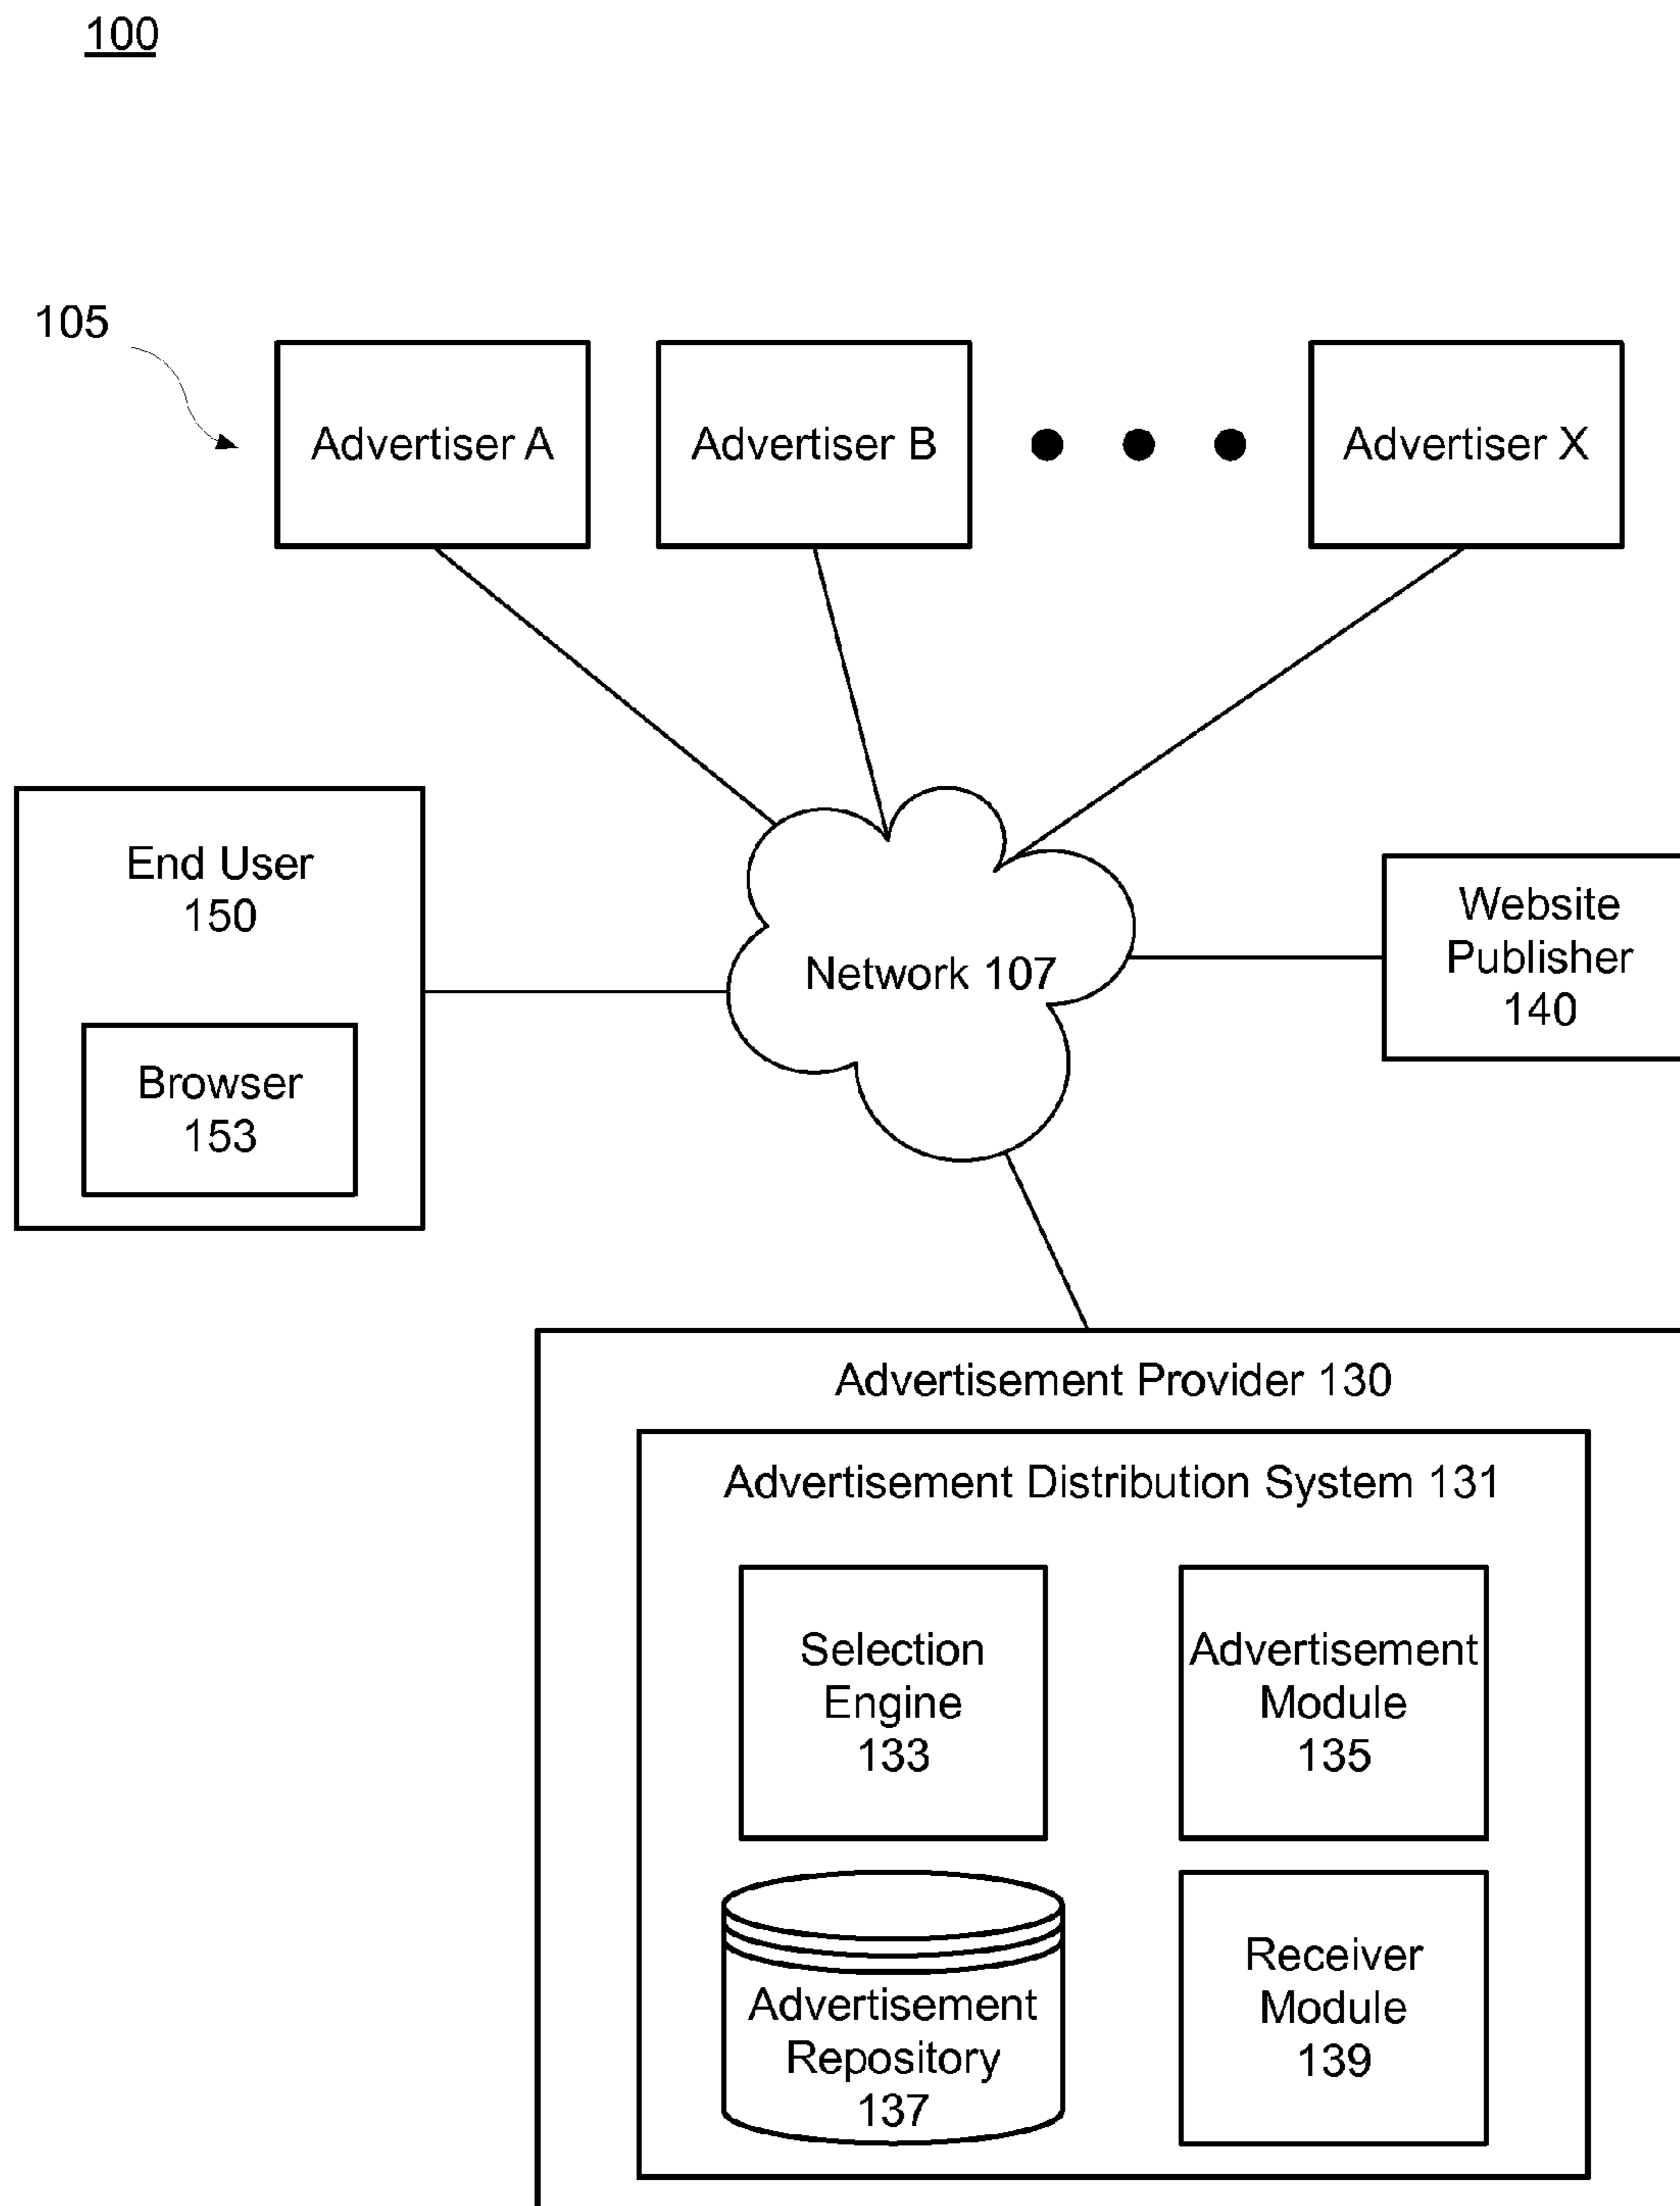 100
105
Advertiser A
Advertiser B
Advertiser X
End User
150
Browser
153
Network 107
Website
Publisher
140
Advertisement Provider 130
Advertisement Distribution System 131
Selection
Engine
133
Advertisement
Module
135
Advertisement
Repository
137
Receiver
Module
139